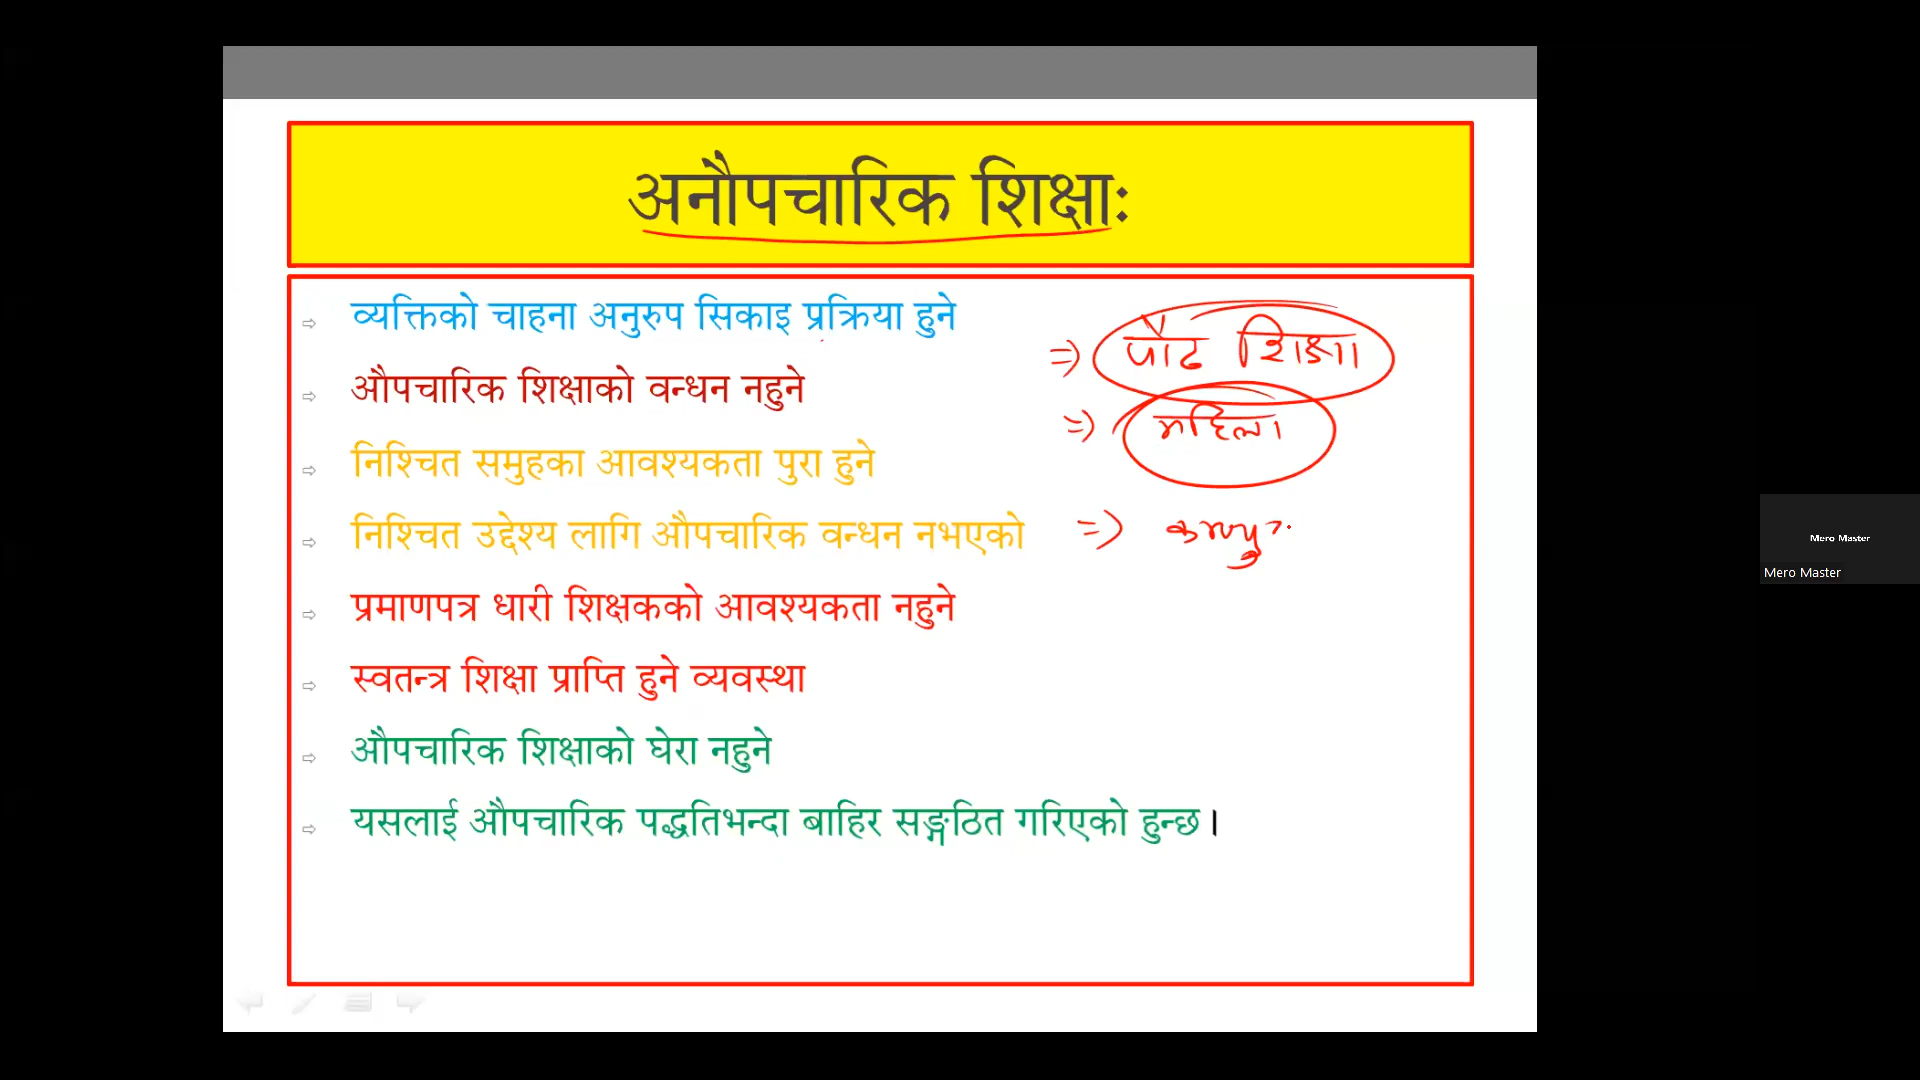 अनौपचारिक शिक्षाः
⇨ व्यक्तिको चाहना अनुरुप सिकाइ प्रक्रिया हुने
⇨ औपचारिक शिक्षाको वन्धन नहुने
⇨ निश्चित समुहका आवश्यकता पुरा हुने
⇨ निश्चित उद्देश्य लागि औपचारिक वन्धन नभएको
⇨ प्रमाणपत्र धारी शिक्षकको आवश्यकता नहुने
⇨ स्वतन्त्र शिक्षा प्राप्ति हुने व्यवस्था
⇨ औपचारिक शिक्षाको घेरा नहुने
⇨ यसलाई औपचारिक पद्धतिभन्दा बाहिर सङ्गठित गरिएको हुन्छ ।
=> पौढ शिक्षा
=> महिला
=>
Mero Master
Mero Master